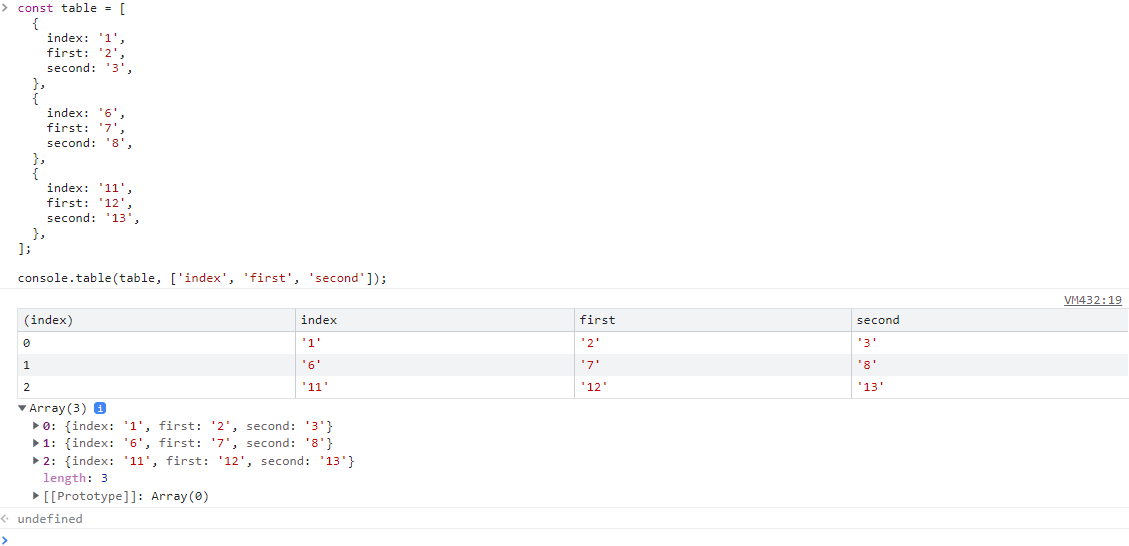 const table = [
  {
    index: '1',
    first: '2',
    second: '3',
  },
  {
    index: '6',
    first: '7',
    second: '8',
  },
  {
    index: '11',
    first: '12',
    second: '13',
  },
];
console.table(table, ['index', 'first', 'second']);
VM432:19
(index) index first second
0 '1' '2' '3'
1 '6' '7' '8'
2 '11' '12' '13'
Array(3) i
0: {index: '1', first: '2', second: '3'}
1: {index: '6', first: '7', second: '8'}
2: {index: '11', first: '12', second: '13'}
length: 3
[[Prototype]]: Array(0)
undefined